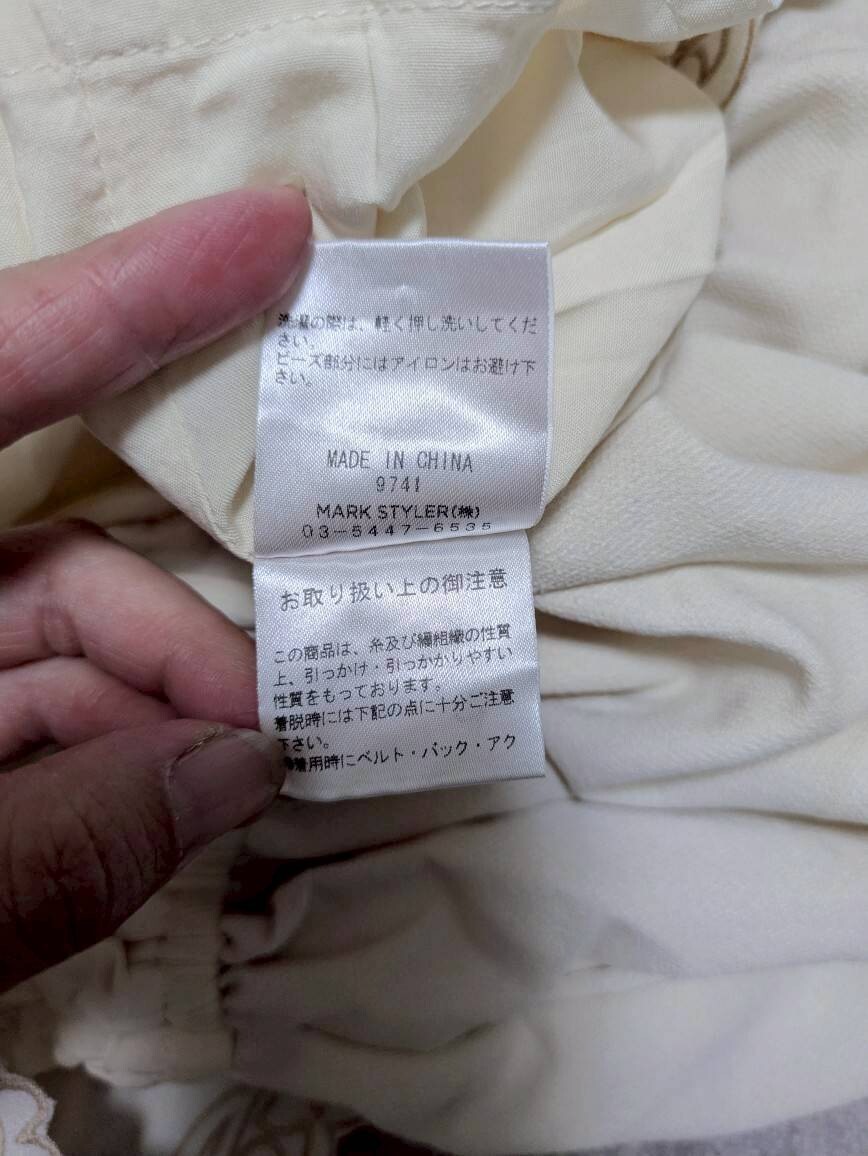 洗濯の際は、軽く押し洗いしてくだ
さい。
ビーズ部分にはアイロンはお避け下
さい。
MADE IN CHINA
9741
MARK STYLER(株)
03-5447-6535
お取り扱い上の御注意
この商品は、糸及び編組織の性質
上、引っかけ・引っかかりやすい
性質をもっております。
着脱時には下記の点に十分ご注意
下さい。
●着用時にベルト・バック・アク